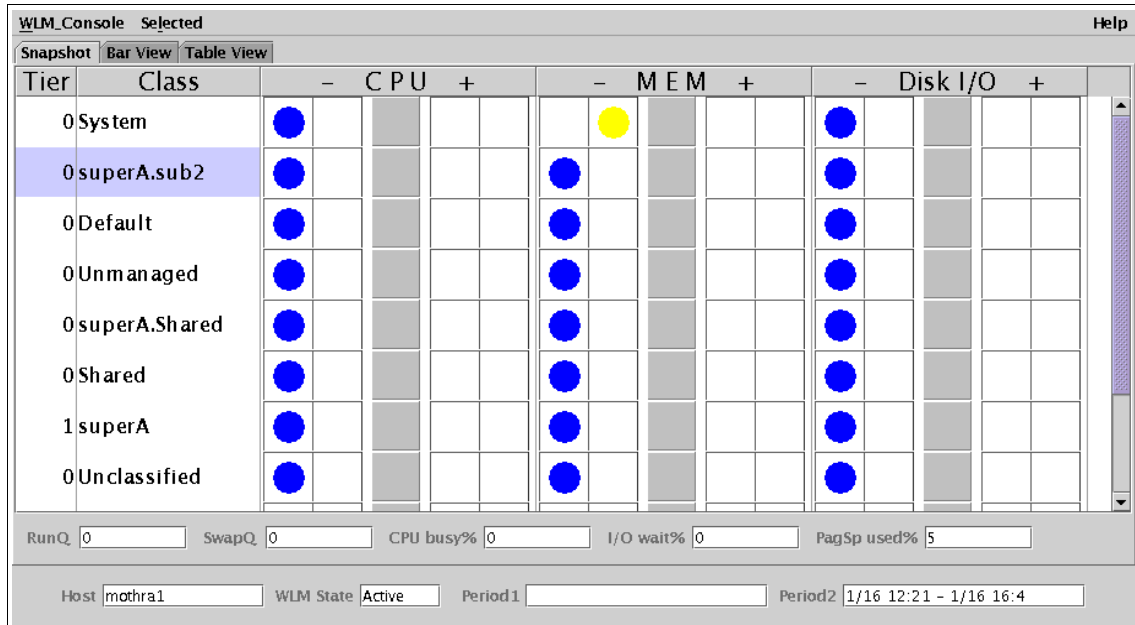 WLM_Console Selected Help
Snapshot Bar View Table View
Tier Class - CPU + - MEM + - Disk I/O +
0 System
0 superA.sub2
0 Default
0 Unmanaged
0 superA.Shared
0 Shared
1 superA
0 Unclassified
RunQ 0 SwapQ 0 CPU busy% 0 I/O wait% 0 PagSp used% 5
Host mothra1 WLM State Active Period1 Period2 1/16 12:21 - 1/16 16:4